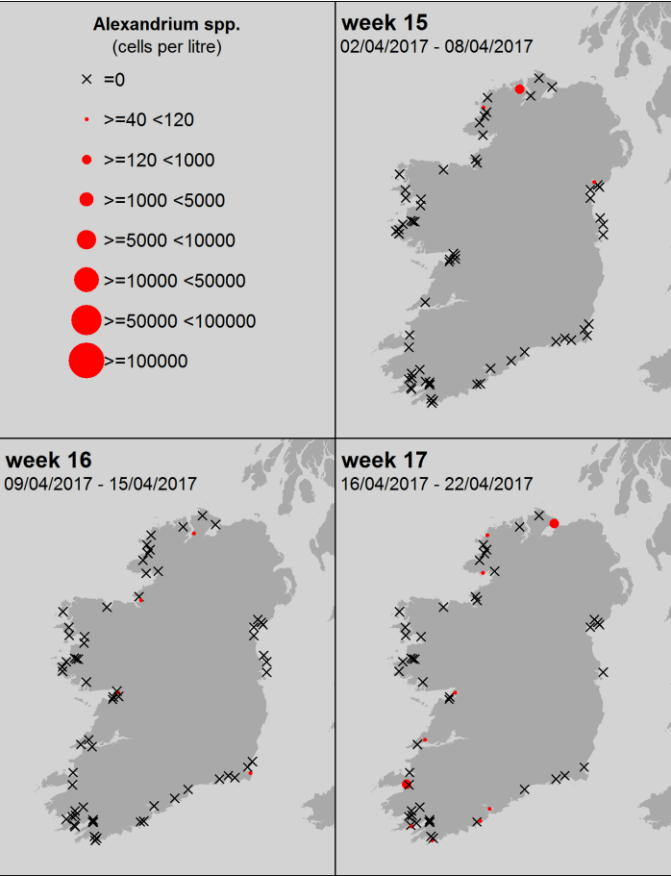 Alexandrium spp.
(cells per litre)
=0
>=40 <120
>=120 <1000
>=1000 <5000
>=5000 <10000
>=10000 <50000
>=50000 <100000
>=100000
week 15
02/04/2017 - 08/04/2017
week 16
09/04/2017 - 15/04/2017
week 17
16/04/2017 - 22/04/2017